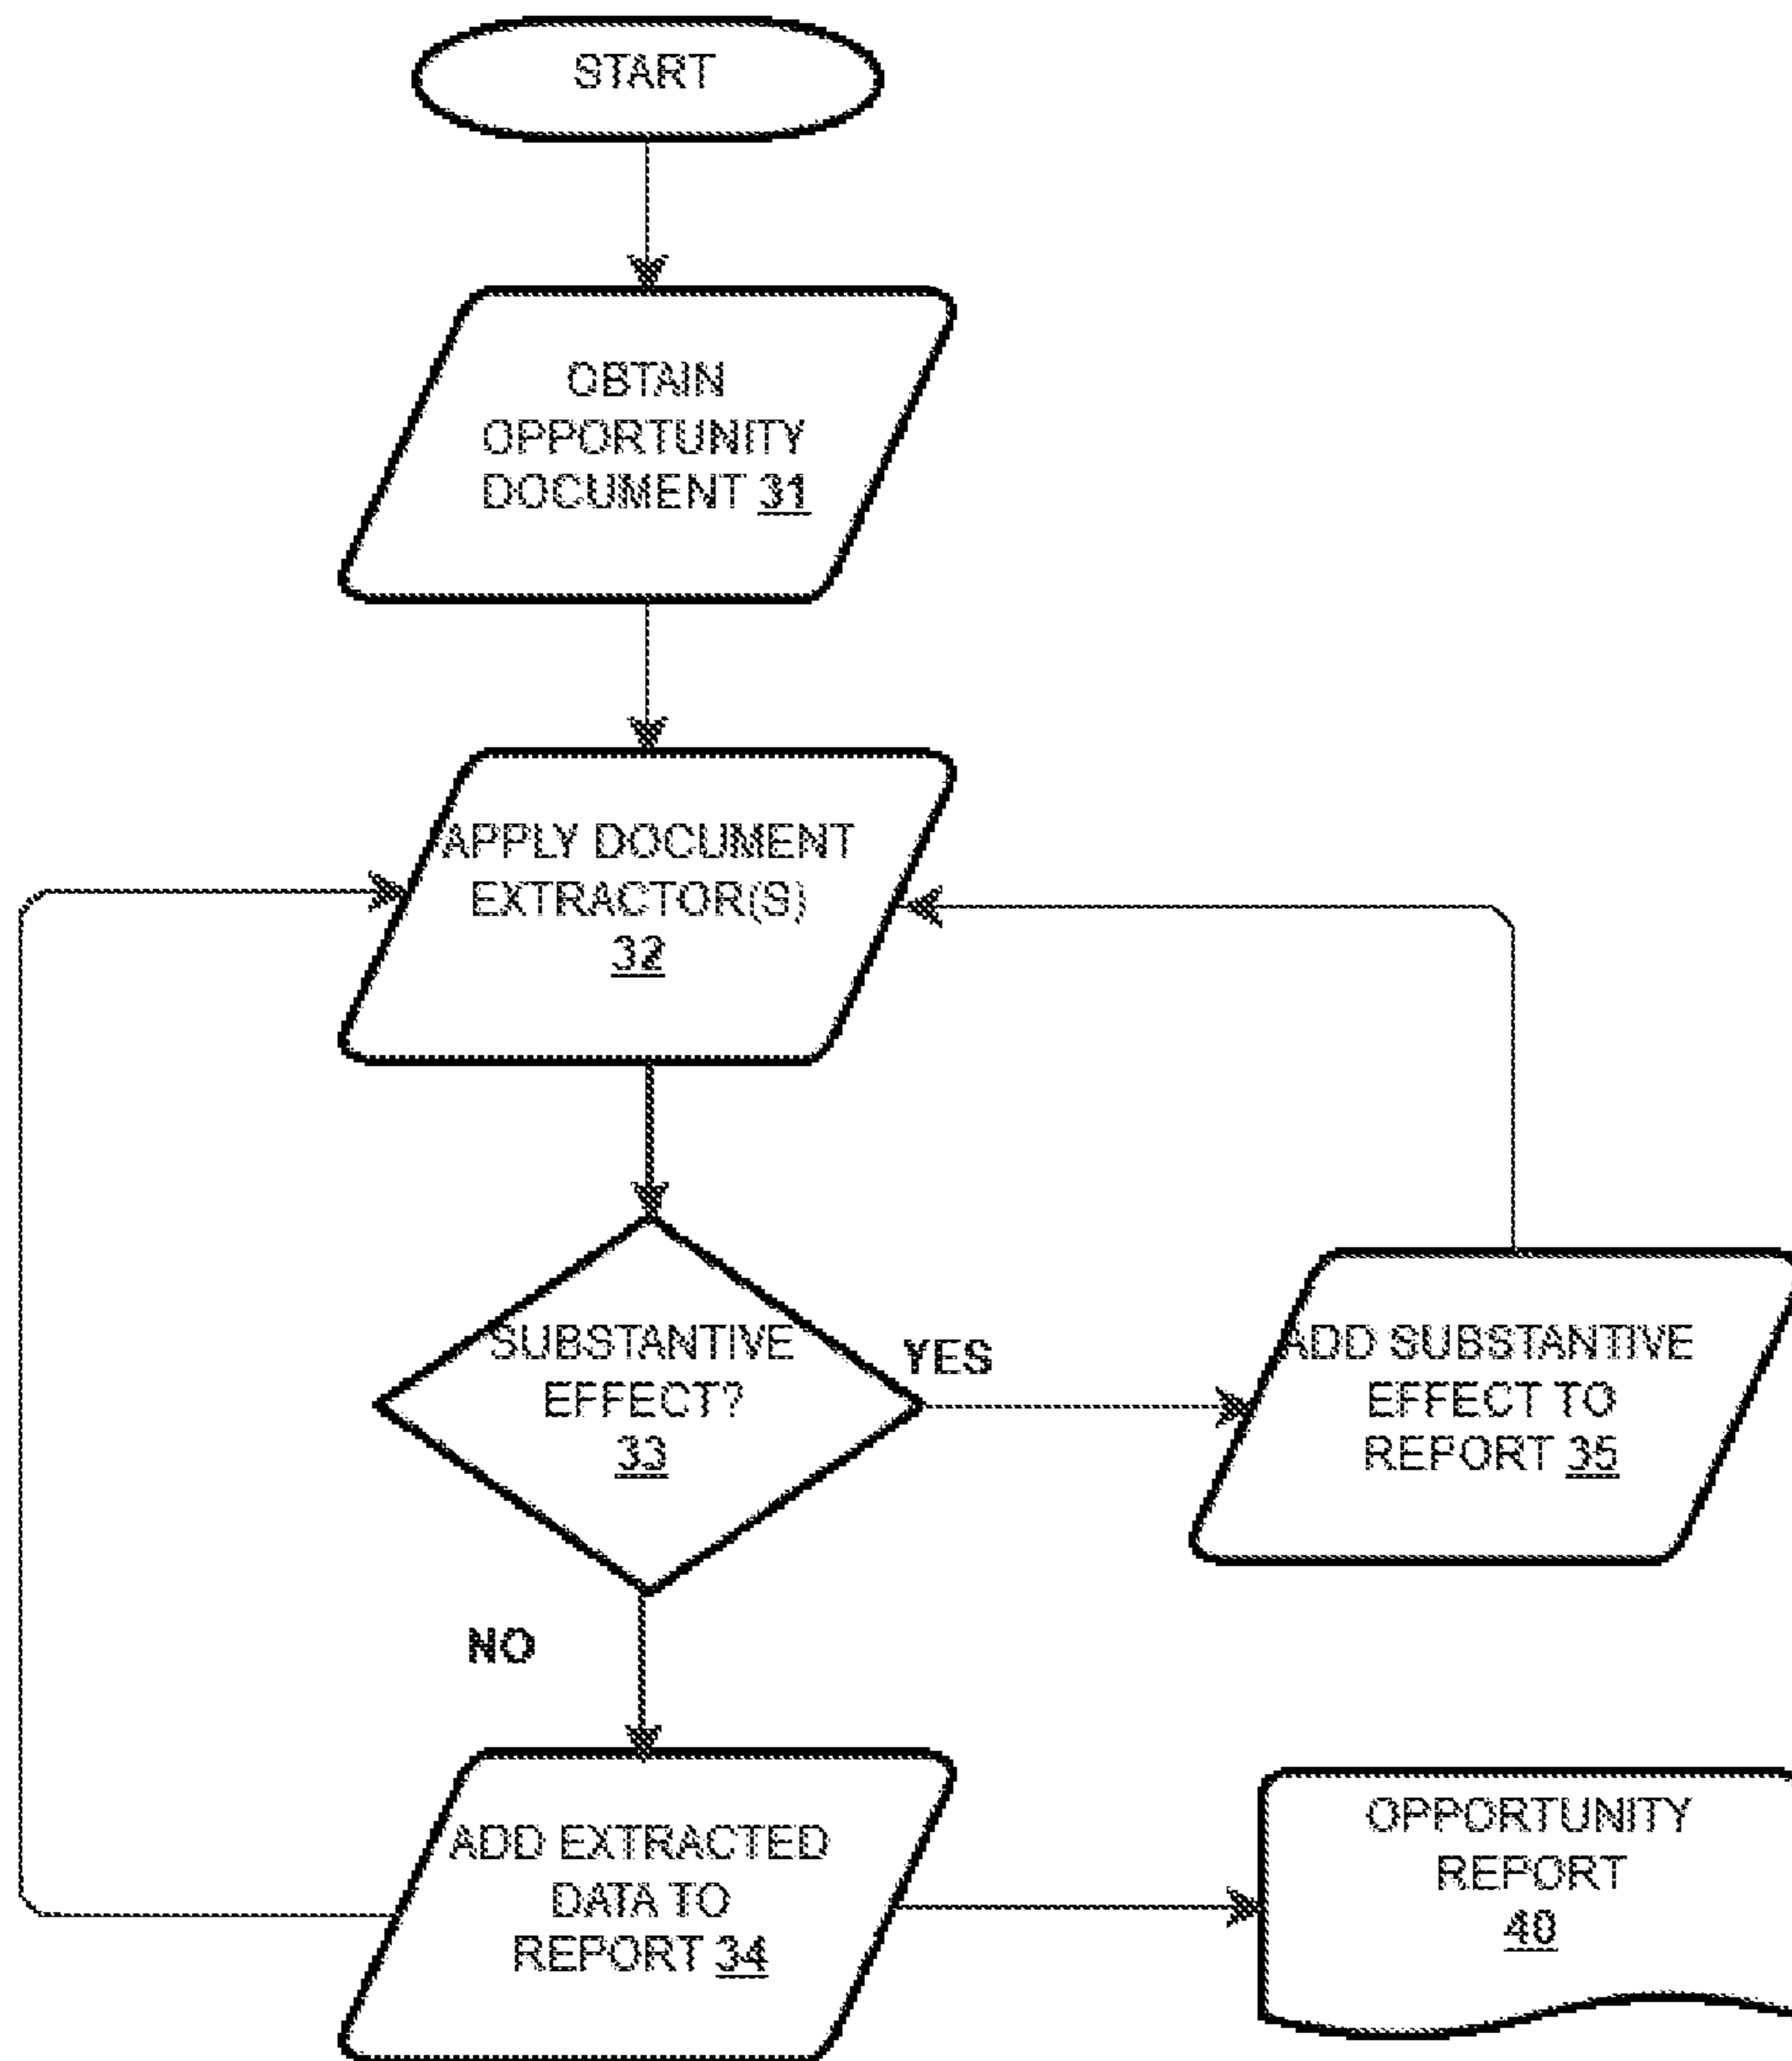 START
OBTAIN
OPPORTUNITY
DOCUMENT 31
APPLY DOCUMENT
EXTRACTOR(S)
32
SUBSTANTIVE
EFFECT?
33
YES
ADD SUBSTANTIVE
EFFECT TO
REPORT 35
NO
ADD EXTRACTED
DATA TO
REPORT 34
OPPORTUNITY
REPORT
40